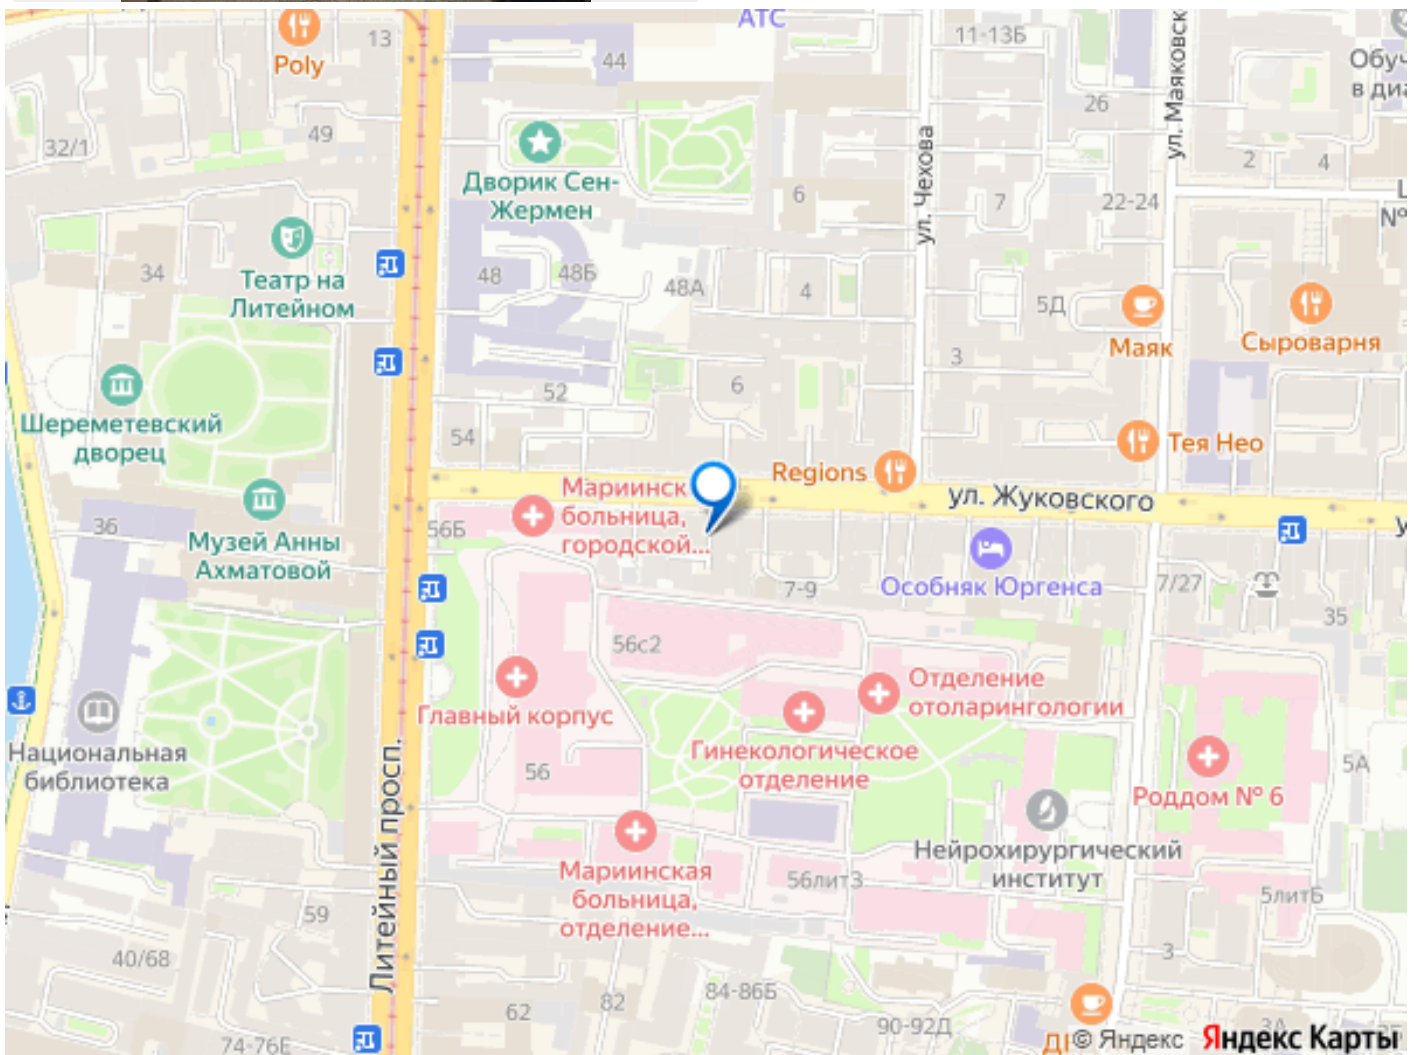 АТС
13
Poly
44
11-13Б
ул. Маяковск
Обуч
в диа
26
49
32/1
Дворик Сен-
Жермен
6
ул. Чехова
7
22-24
2
4
N°
34
Театр на
Литейном
48
48Б
48А
4
5Д
Маяк
Сыроварня
3
Шереметевский
дворец
52
6
54
Regions
Тея Нео
ул. Жуковского
Мариинск
больница,
городской...
36
56Б
Музей Анны
Ахматовой
7-9
Особняк Юргенса
7/27
35
56с2
Главный корпус
Отделение
отоларингологии
Гинекологическое
отделение
Национальная
библиотека
56
5А
Роддом № 6
Литейный просп.
Нейрохирургический
институт
Мариинская
больница,
отделение...
56лит3
5литБ
59
40/68
3
62
82
84-86Б
90-92Д
74-76Е
3А
© Яндекс
Яндекс Карты